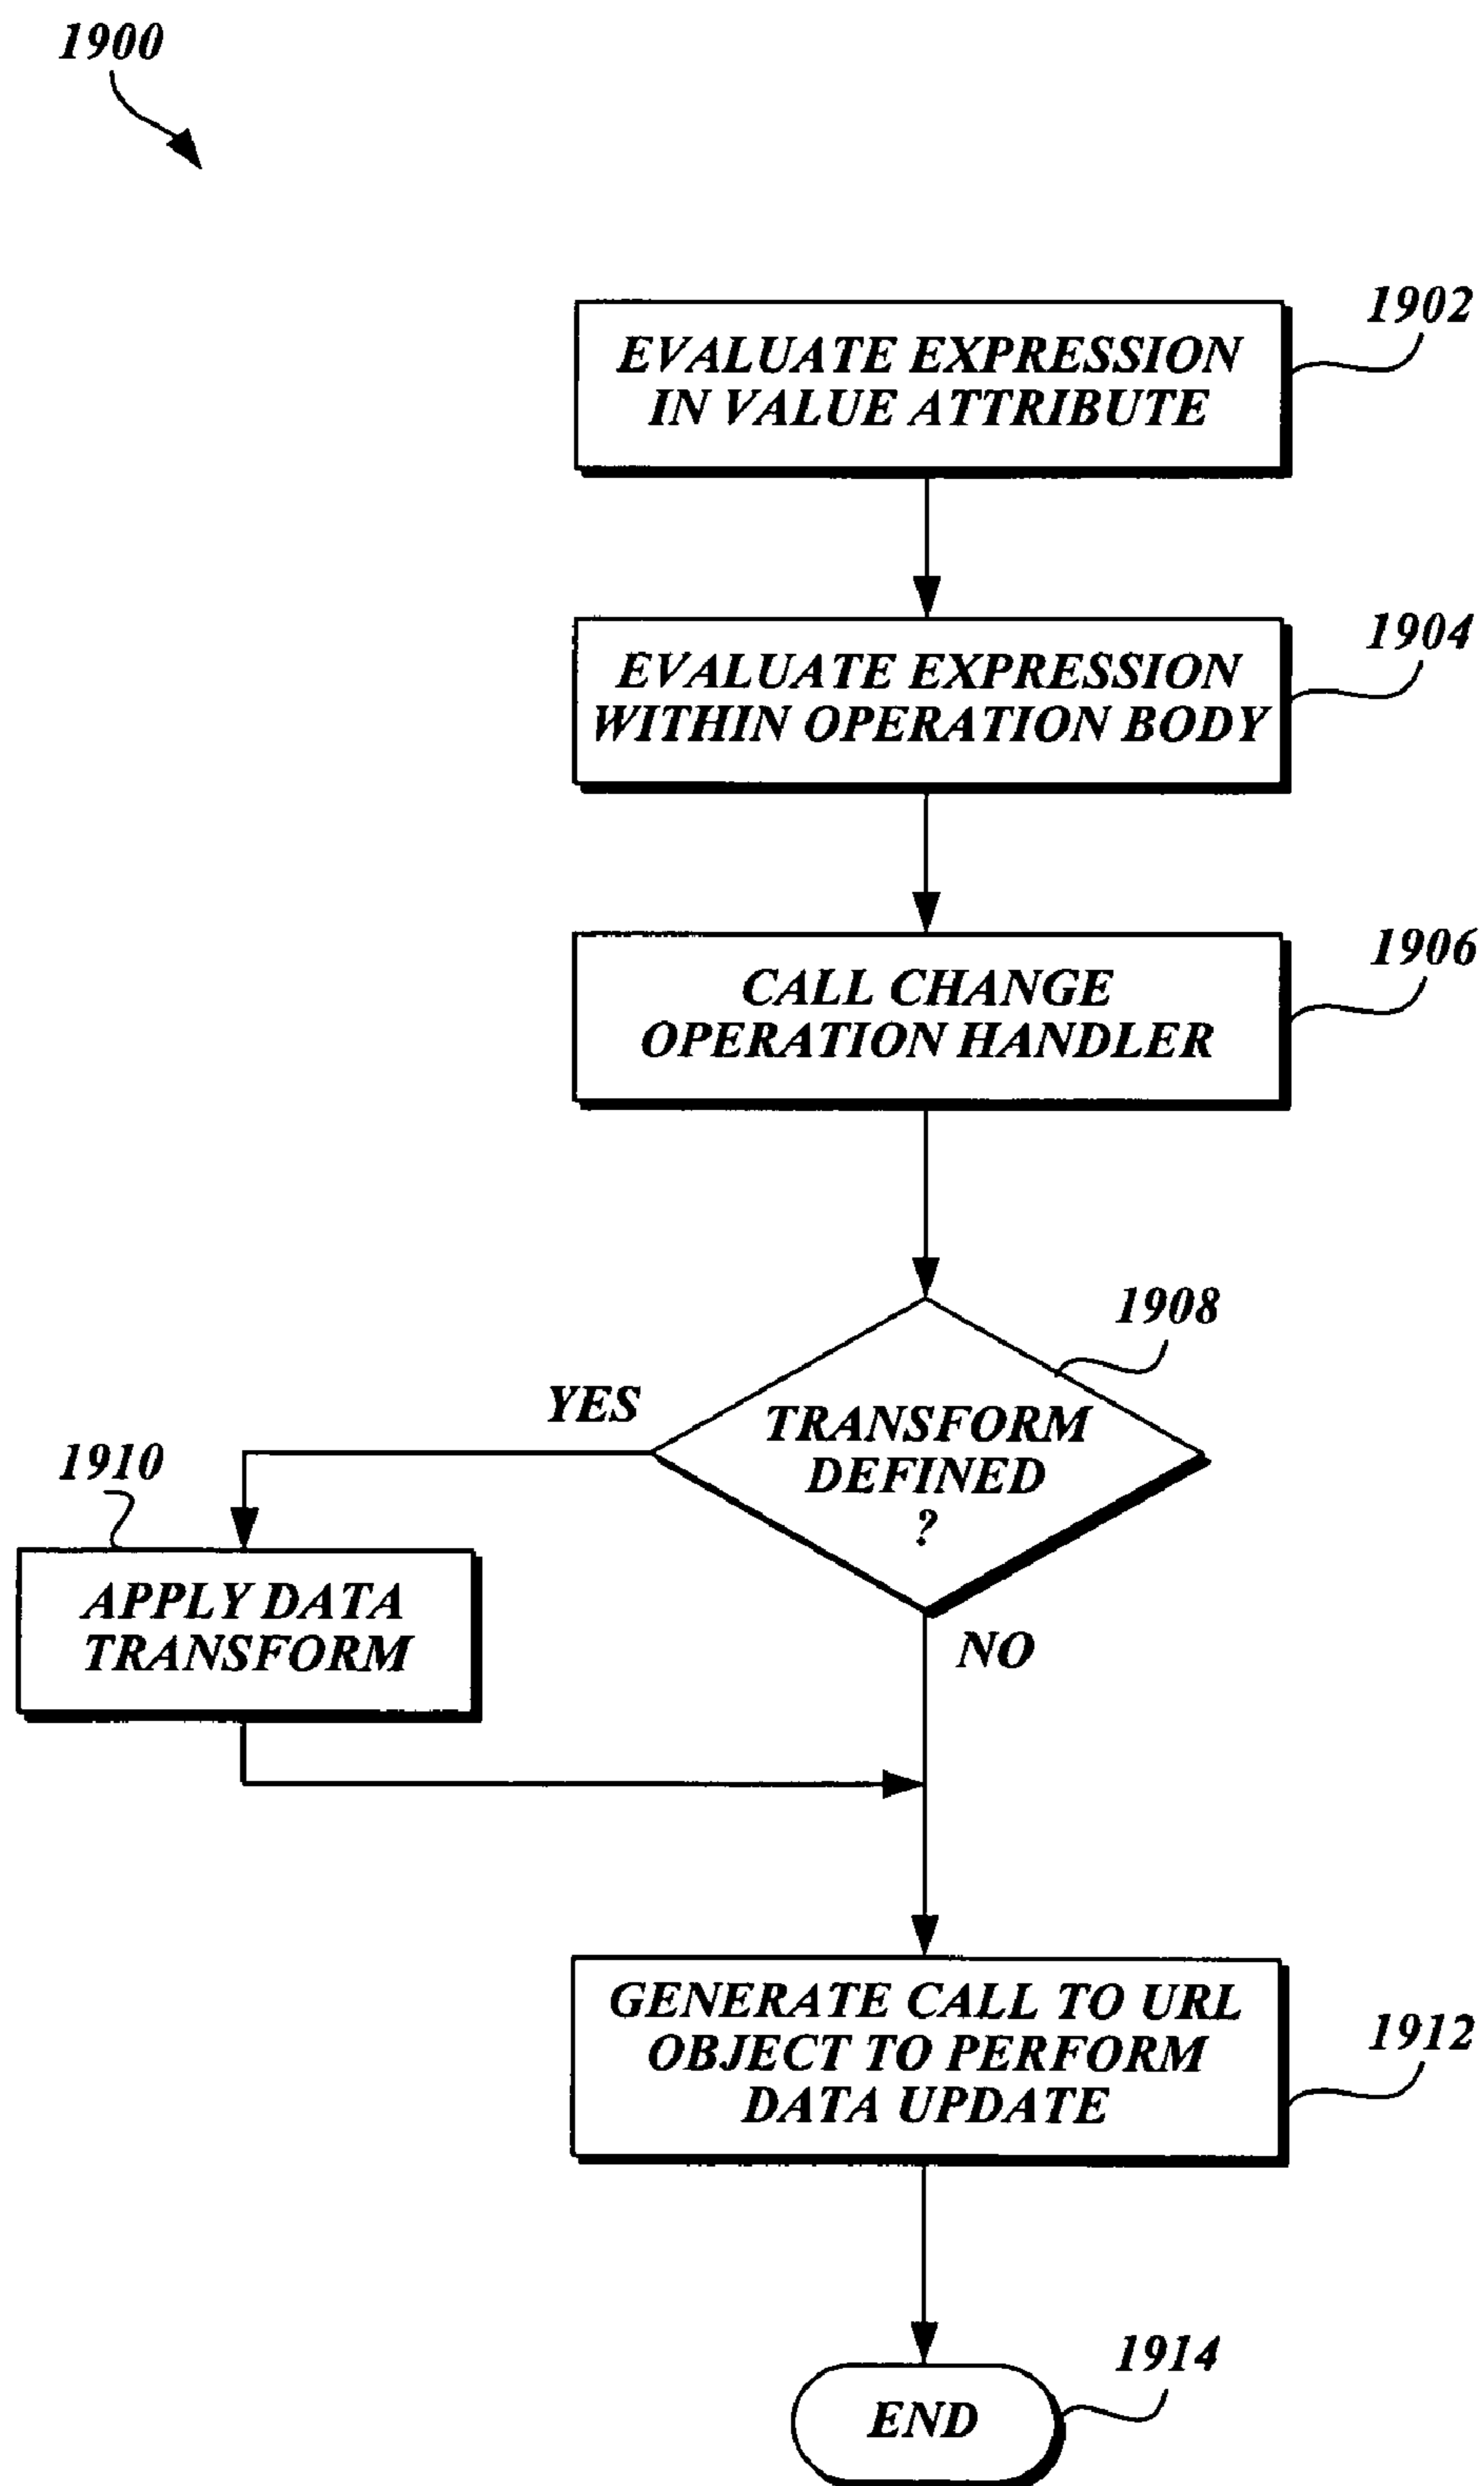 1900
1902
EVALUATE EXPRESSION
IN VALUE ATTRIBUTE
1904
EVALUATE EXPRESSION
WITHIN OPERATION BODY
1906
CALL CHANGE
OPERATION HANDLER
1908
TRANSFORM
DEFINED
?
YES
1910
APPLY DATA
TRANSFORM
NO
GENERATE CALL TO URL
OBJECT TO PERFORM
DATA UPDATE
1912
1914
END